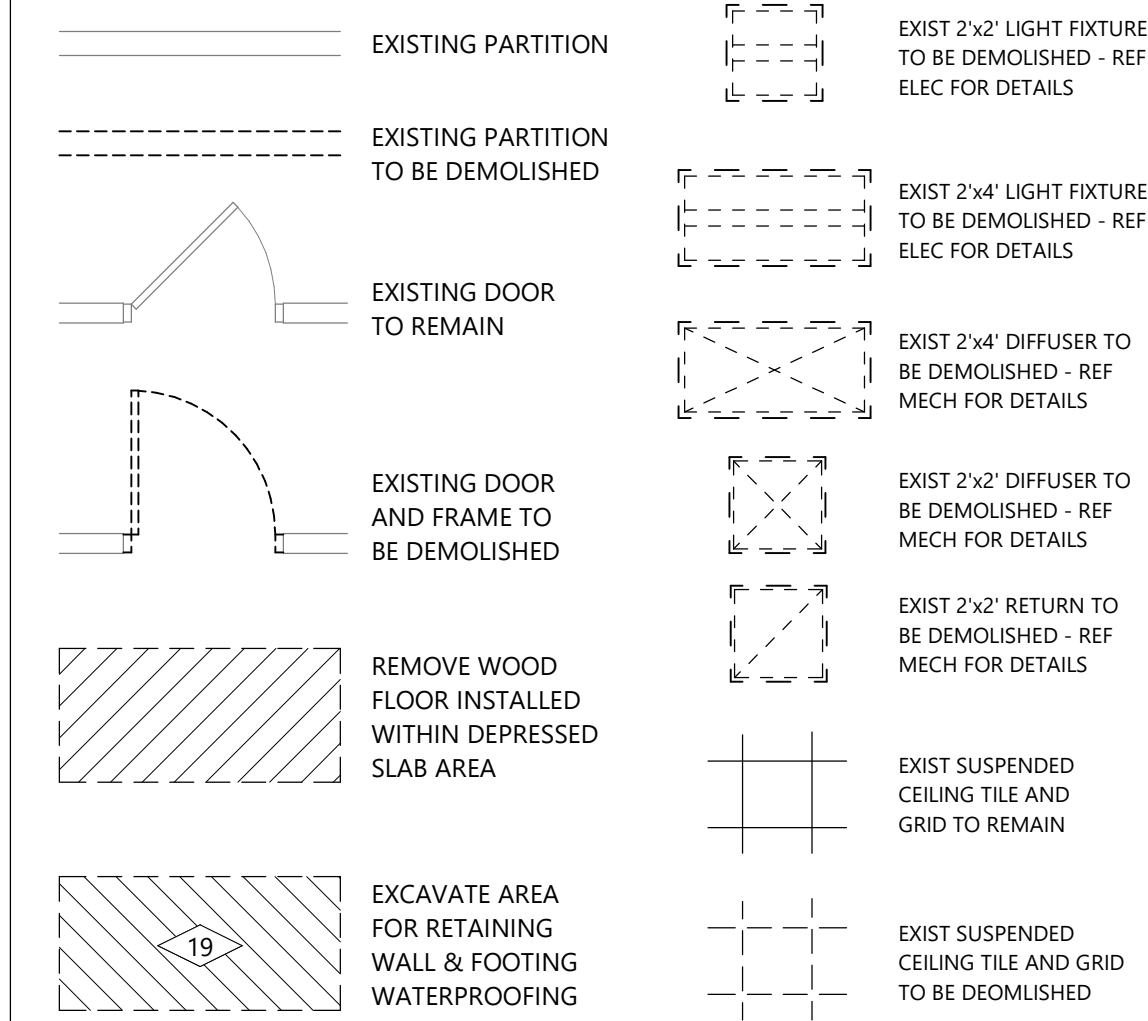 EXISTING PARTITION
EXISTING PARTITION
TO BE DEMOLISHED
EXISTING DOOR
TO REMAIN
EXISTING DOOR
AND FRAME TO
BE DEMOLISHED
REMOVE WOOD
FLOOR INSTALLED
WITHIN DEPRESSED
SLAB AREA
19
EXCAVATE AREA
FOR RETAINING
WALL & FOOTING
WATERPROOFING
EXIST 2'x2' LIGHT FIXTURE
TO BE DEMOLISHED - REF
ELEC FOR DETAILS
EXIST 2'x4' LIGHT FIXTURE
TO BE DEMOLISHED - REF
ELEC FOR DETAILS
EXIST 2'x4' DIFFUSER TO
BE DEMOLISHED - REF
MECH FOR DETAILS
EXIST 2'x2' DIFFUSER TO
BE DEMOLISHED - REF
MECH FOR DETAILS
EXIST 2'x2' RETURN TO
BE DEMOLISHED - REF
MECH FOR DETAILS
EXIST SUSPENDED
CEILING TILE AND
GRID TO REMAIN
EXIST SUSPENDED
CEILING TILE AND GRID
TO BE DEOMLISHED